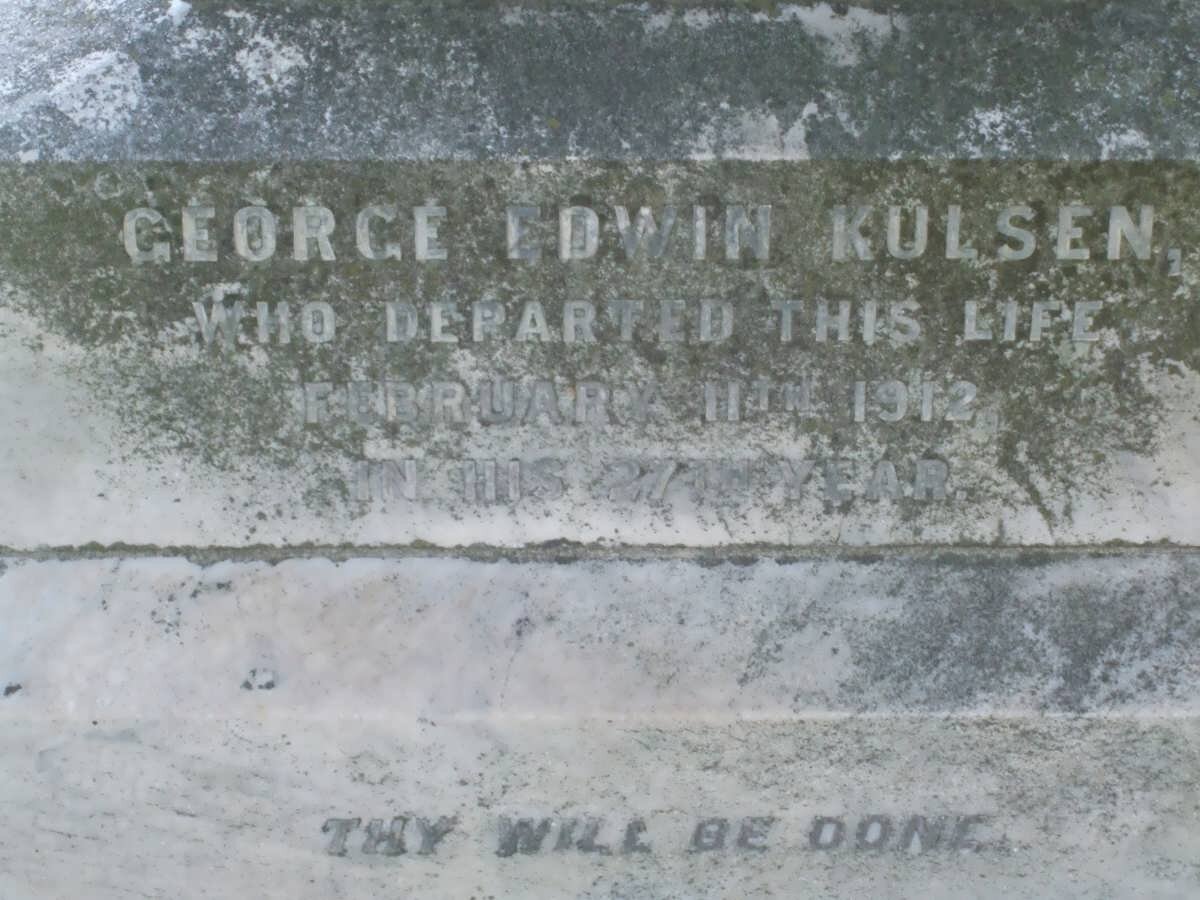 GEORGE EDWIN KULSEN,
WHO DEPARTED THIS LIFE
FEBRUARY 11TH 1912,
IN HIS 27TH YEAR.
THY WILL BE DONE.